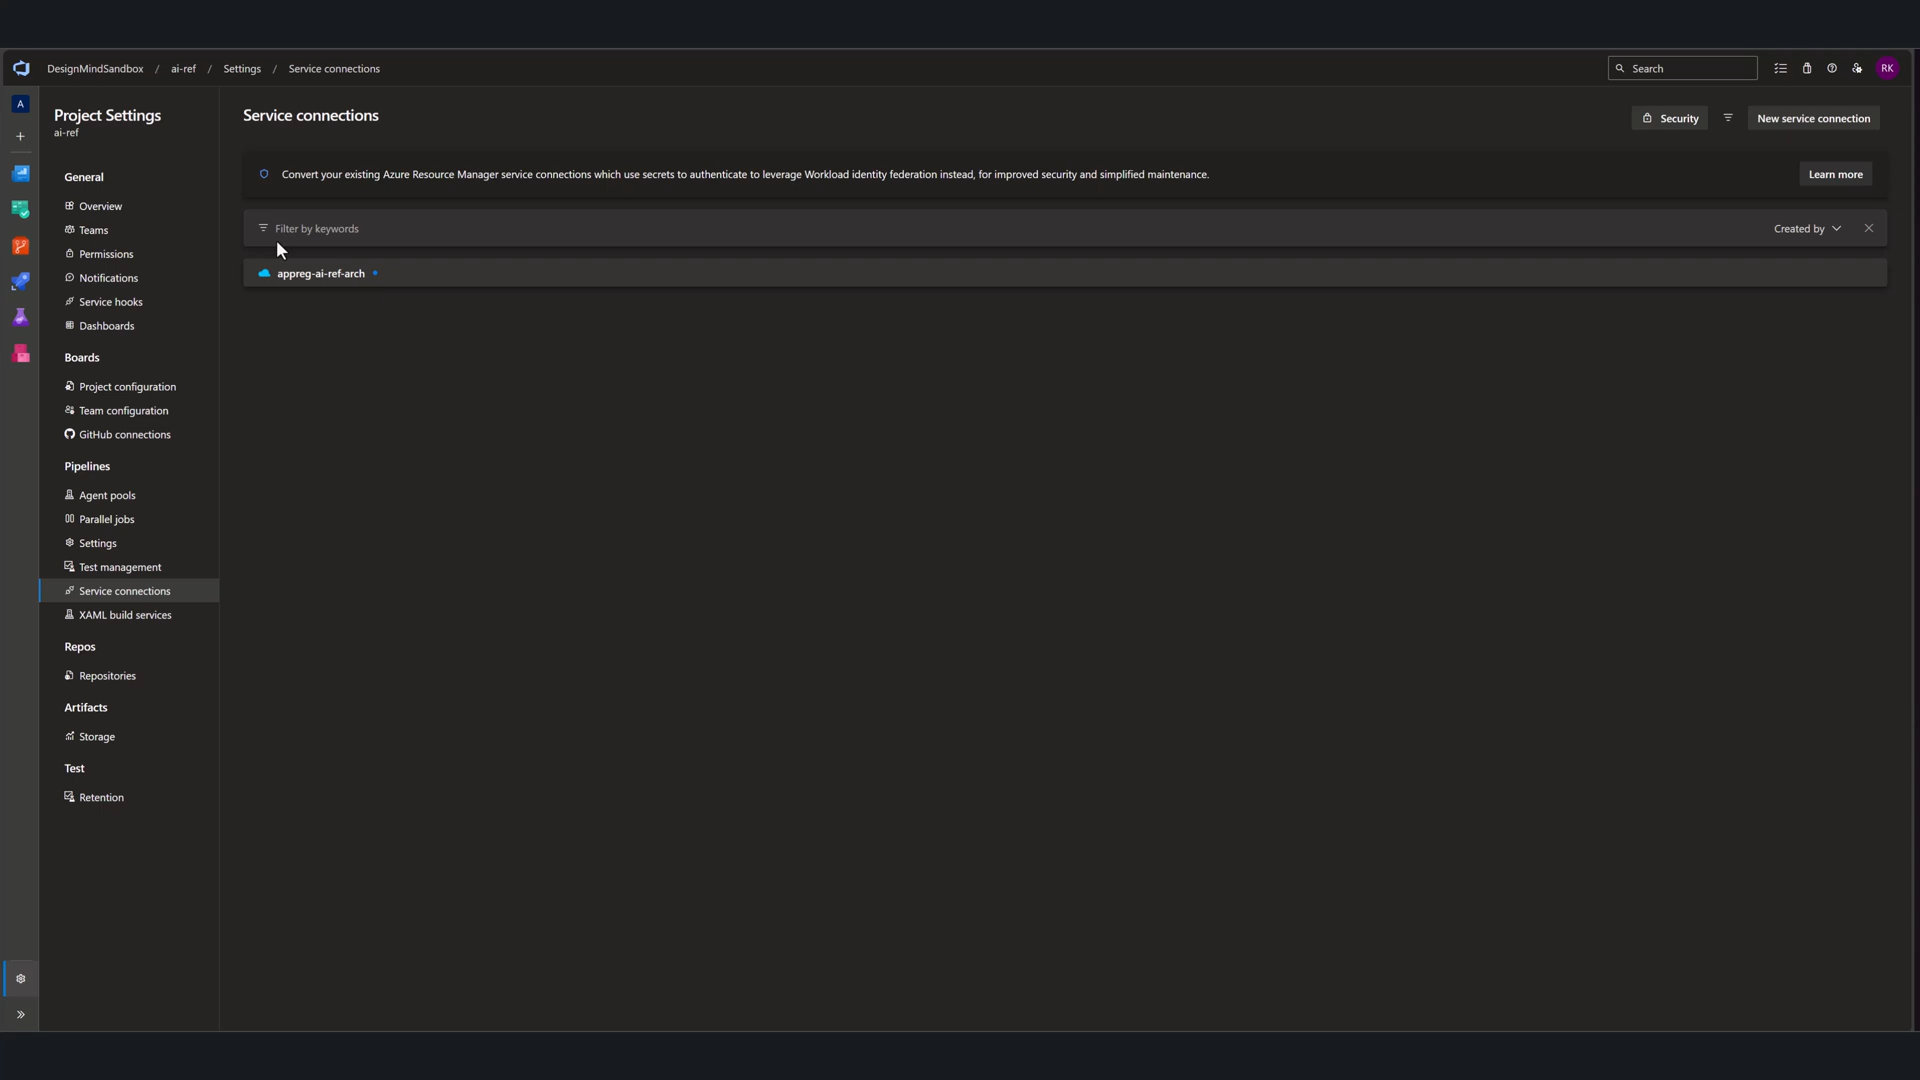 DesignMindSandbox / ai-ref / Settings / Service connections
Search
RK
A
Project Settings
ai-ref
General
Overview
Teams
Permissions
Notifications
Service hooks
Dashboards
Boards
Project configuration
Team configuration
GitHub connections
Pipelines
Agent pools
Parallel jobs
Settings
Test management
Service connections
XAML build services
Repos
Repositories
Artifacts
Storage
Test
Retention
Service connections
Security
New service connection
Convert your existing Azure Resource Manager service connections which use secrets to authenticate to leverage Workload identity federation instead, for improved security and simplified maintenance.
Learn more
Filter by keywords
Created by
appreg-ai-ref-arch